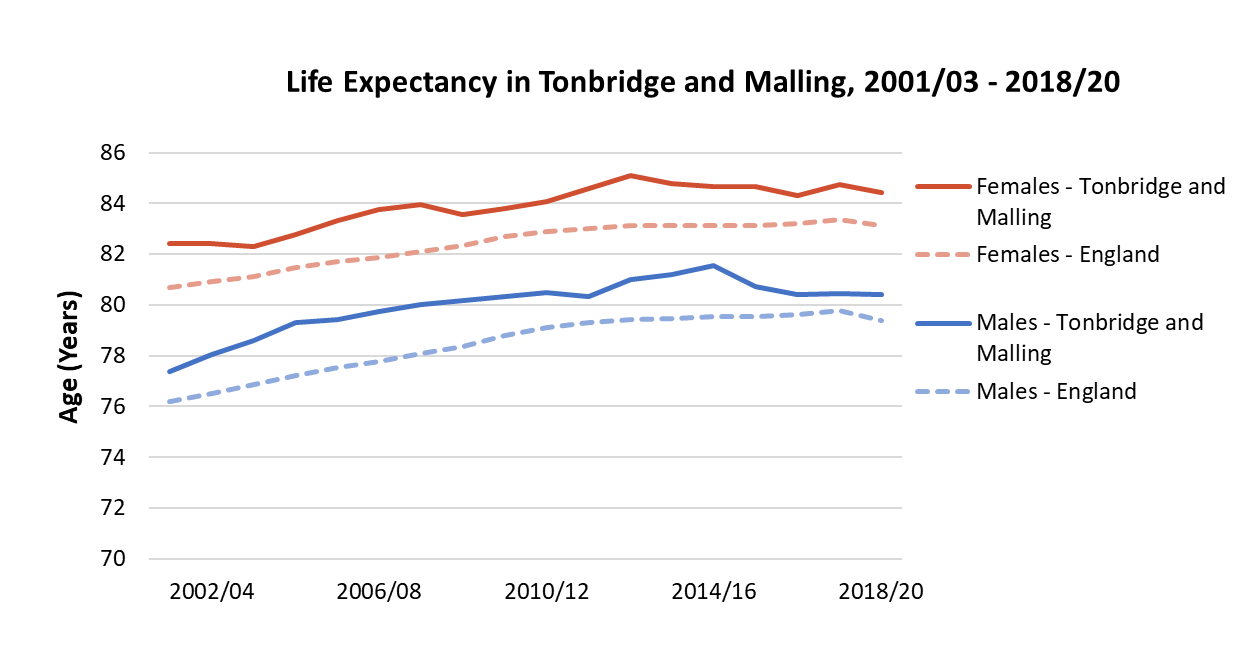 Life Expectancy in Tonbridge and Malling, 2001/03 - 2018/20
Age (Years)
86
84
82
80
78
76
74
72
70
2002/04
2006/08
2010/12
2014/16
2018/20
Females - Tonbridge and
Malling
Females - England
Males - Tonbridge and
Malling
Males - England